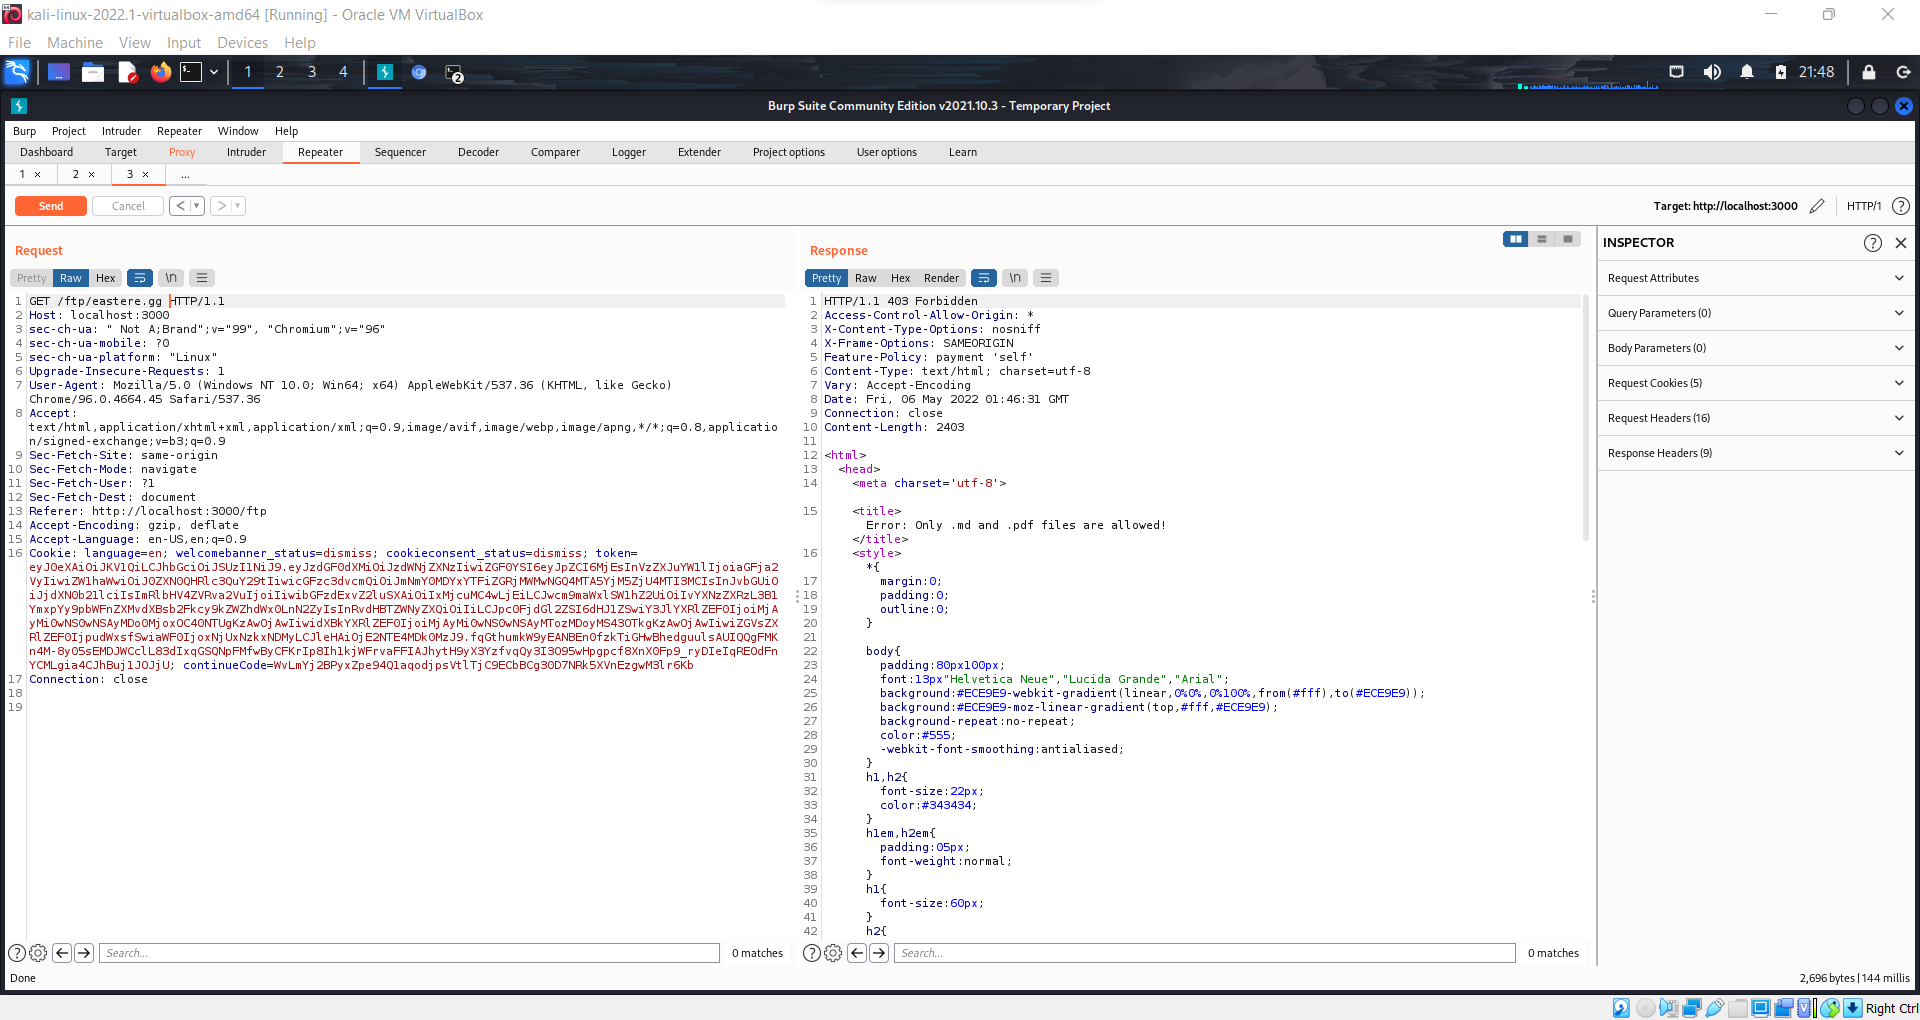 kali-linux-2022.1-virtualbox-amd64 [Running] - Oracle VM VirtualBox
File Machine View Input Devices Help
1 2 3 4 2 21:48
Burp Suite Community Edition v2021.10.3 - Temporary Project
Burp Project Intruder Repeater Window Help
Dashboard Target Proxy Intruder Repeater Sequencer Decoder Comparer Logger Extender Project options User options Learn
1 × 2 × 3 × ...
Send Cancel < > Target: http://localhost:3000 HTTP/1 ?
Request
Pretty Raw Hex \n
1 GET /ftp/eastere.gg HTTP/1.1
2 Host: localhost:3000
3 sec-ch-ua: " Not A;Brand";v="99", "Chromium";v="96"
4 sec-ch-ua-mobile: ?0
5 sec-ch-ua-platform: "Linux"
6 Upgrade-Insecure-Requests: 1
7 User-Agent: Mozilla/5.0 (Windows NT 10.0; Win64; x64) AppleWebKit/537.36 (KHTML, like Gecko)
Chrome/96.0.4664.45 Safari/537.36
8 Accept:
text/html,application/xhtml+xml,application/xml;q=0.9,image/avif,image/webp,image/apng,*/*;q=0.8,applicatio
n/signed-exchange;v=b3;q=0.9
9 Sec-Fetch-Site: same-origin
10 Sec-Fetch-Mode: navigate
11 Sec-Fetch-User: ?1
12 Sec-Fetch-Dest: document
13 Referer: http://localhost:3000/ftp
14 Accept-Encoding: gzip, deflate
15 Accept-Language: en-US,en;q=0.9
16 Cookie: language=en; welcomebanner_status=dismiss; cookieconsent_status=dismiss; token=
continueCode=
17 Connection: close
18
19
? Search... 0 matches
Response
Pretty Raw Hex Render \n
1 HTTP/1.1 403 Forbidden
2 Access-Control-Allow-Origin: *
3 X-Content-Type-Options: nosniff
4 X-Frame-Options: SAMEORIGIN
5 Feature-Policy: payment 'self'
6 Content-Type: text/html; charset=utf-8
7 Vary: Accept-Encoding
8 Date: Fri, 06 May 2022 01:46:31 GMT
9 Connection: close
10 Content-Length: 2403
11
12 <html>
13 <head>
14 <meta charset='utf-8'>
15 <title>
Error: Only .md and .pdf files are allowed!
</title>
16 <style>
*{
17 margin:0;
18 padding:0;
19 outline:0;
20 }
21
22 body{
23 padding:80px100px;
24 font:13px"Helvetica Neue","Lucida Grande","Arial";
25 background:#ECE9E9-webkit-gradient(linear,0%0%,0%100%,from(#fff),to(#ECE9E9));
26 background:#ECE9E9-moz-linear-gradient(top,#fff,#ECE9E9);
27 background-repeat:no-repeat;
28 color:#555;
29 -webkit-font-smoothing:antialiased;
30 }
31 h1,h2{
32 font-size:22px;
33 color:#343434;
34 }
35 h1em,h2em{
36 padding:05px;
37 font-weight:normal;
38 }
39 h1{
40 font-size:60px;
41 }
42 h2{
? Search... 0 matches
INSPECTOR ?
Request Attributes
Query Parameters (0)
Body Parameters (0)
Request Cookies (5)
Request Headers (16)
Response Headers (9)
Done 2,696 bytes | 144 millis
Right Ctrl